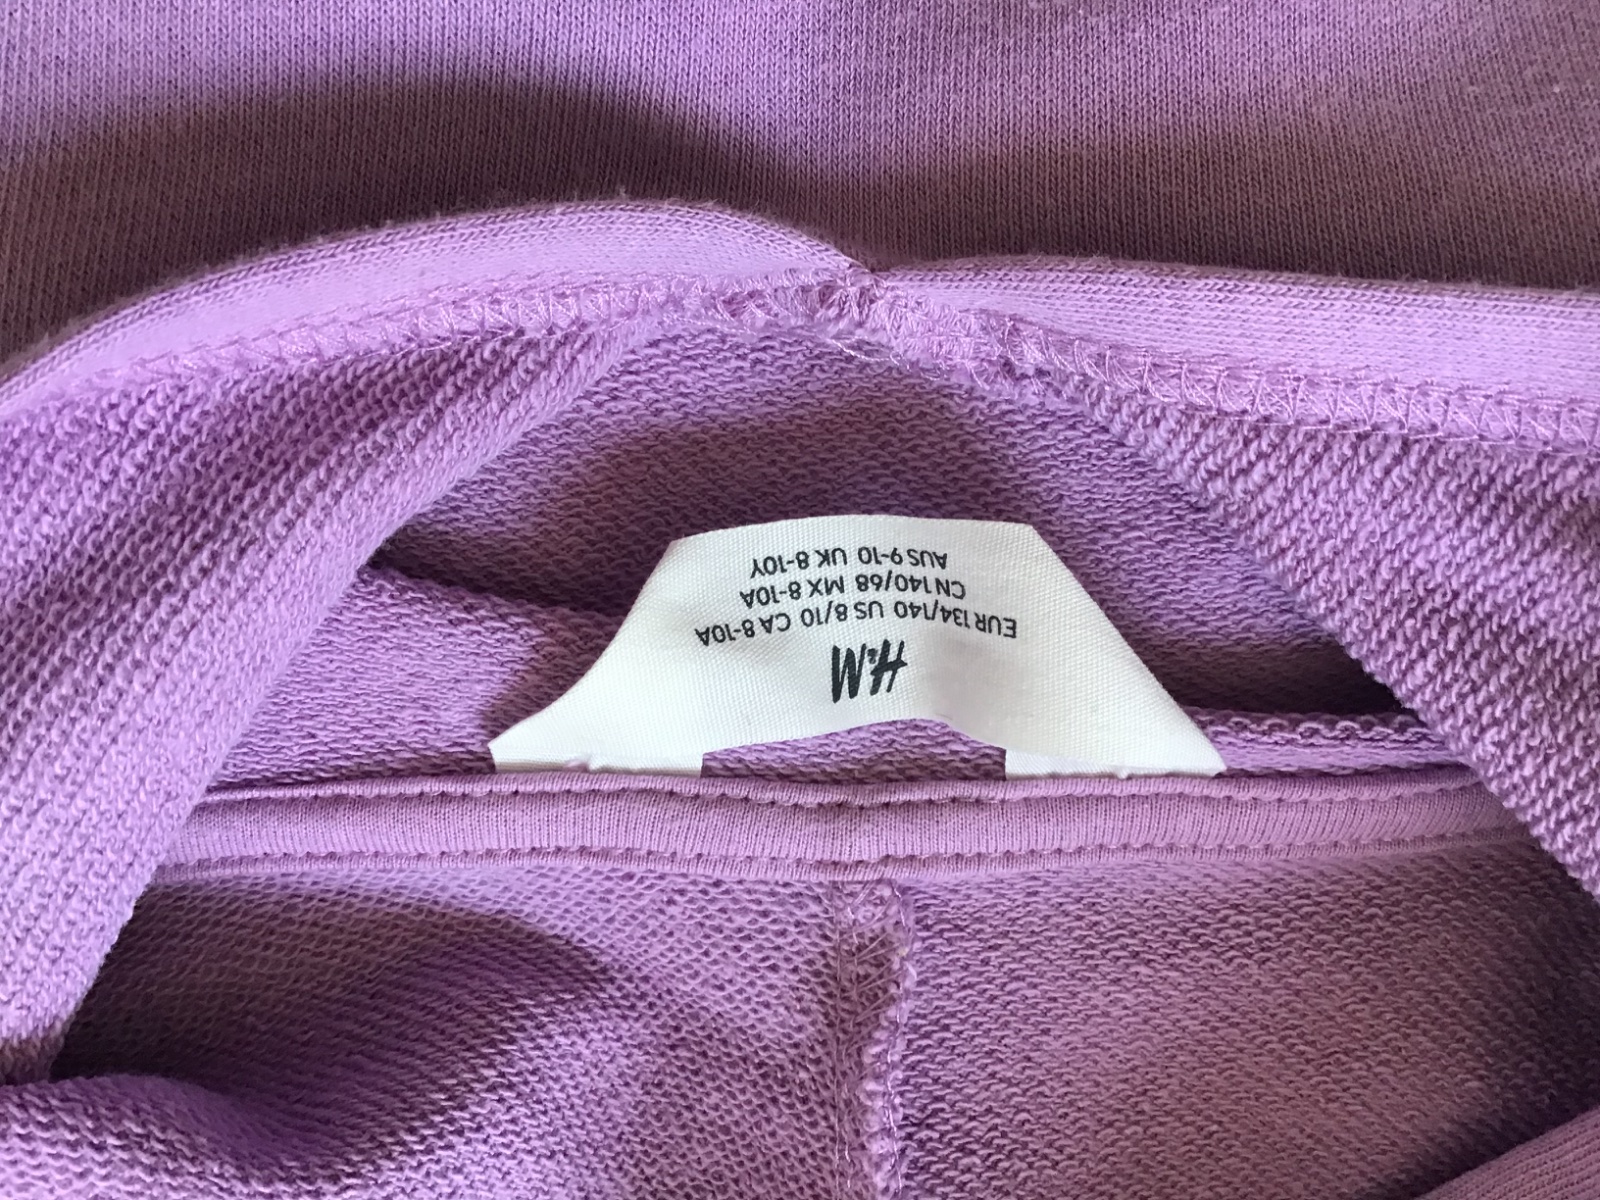 H&M
EUR 134/140 US 8/10 CA 8-10A
CN 140/68 MX 8-10A
AUS 9-10 UK 8-10Y